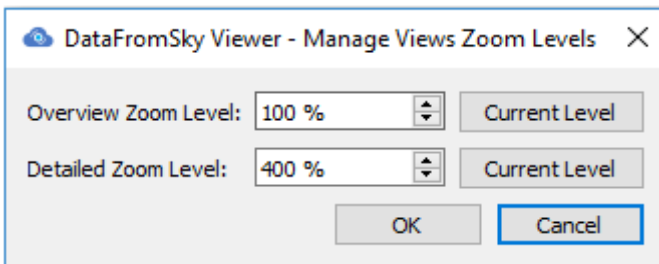 DataFromSky Viewer - Manage Views Zoom Levels
Overview Zoom Level: 100 % Current Level
Detailed Zoom Level: 400 % Current Level
OK Cancel